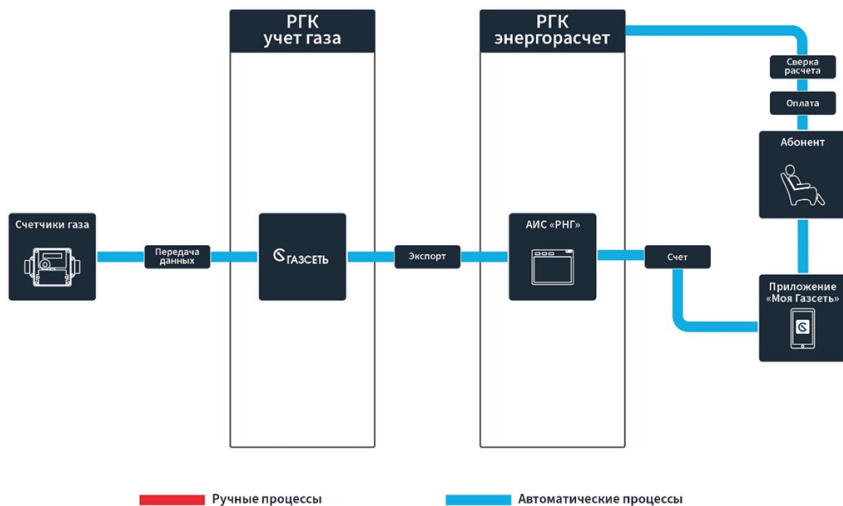 РГК
учет газа
РГК
энергорасчет
Сверка
расчета
Оплата
Абонент
Счетчики газа
Передача
данных
ГАЗСЕТЬ
Экспорт
АИС «РНГ»
Счет
Приложение
«Моя Газсеть»
Ручные процессы
Автоматические процессы